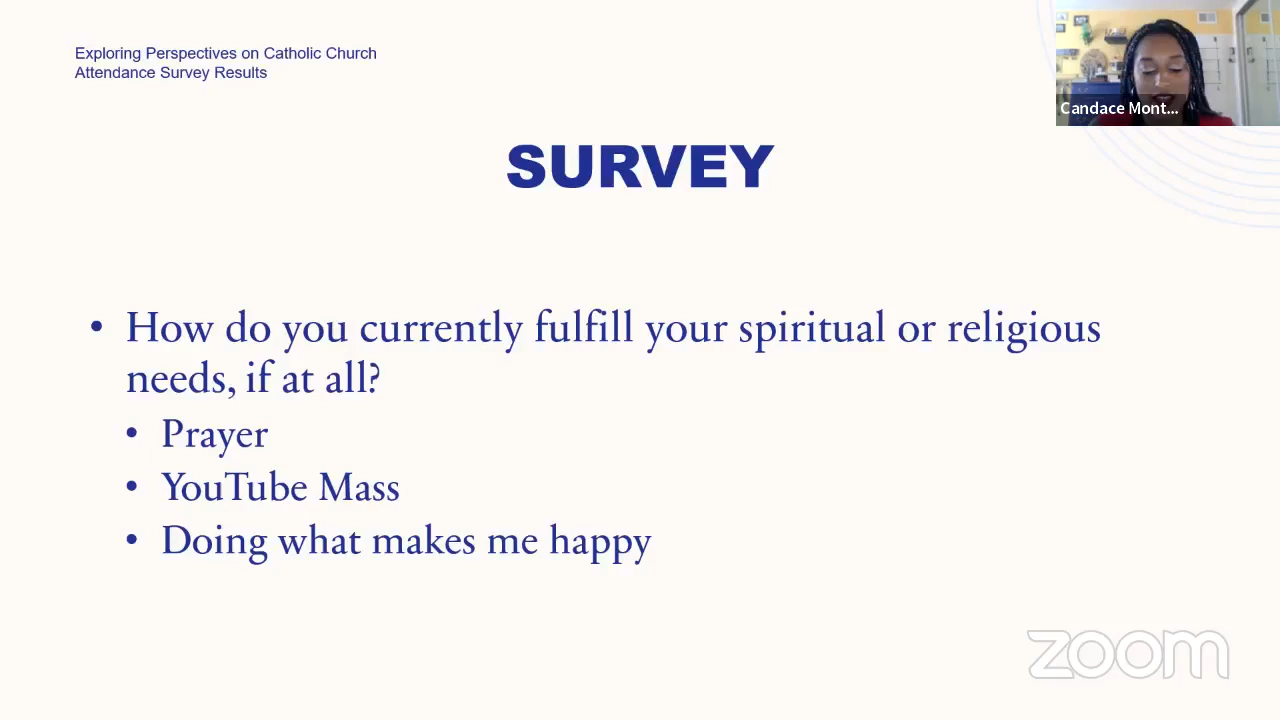 Exploring Perspectives on Catholic Church
Attendance Survey Results
Candace Mont...
SURVEY
• How do you currently fulfill your spiritual or religious
needs, if at all?
• Prayer
• YouTube Mass
• Doing what makes me happy
zoom